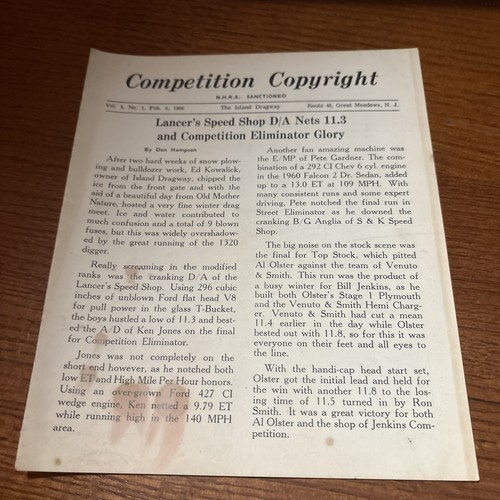 Competition Copyright
N.H.R.A. SANCTIONED
Vol. 3, No. 1, Feb. 6, 1966 The Island Dragway Route 46, Great Meadows, N. J.
Lancer's Speed Shop D/A Nets 11.3
and Competition Eliminator Glory
By Don Hampson
After two hard weeks of snow plow-
ing and bulldozer work, Ed Kowalick,
owner of Island Dragway, chipped the
ice from the front gate and with the
aid of a beautiful day from Old Mother
Nature, hosted a very fine winter drag
meet. Ice and water contributed to
much confusion and a total of 9 blown
fuses, but this was widely overshadow-
ed by the great running of the 1320
digger.
Really screaming in the modified
ranks was the cranking D/A of the
Lancer's Speed Shop. Using 296 cubic
inches of unblown Ford flat head V8
for pull power in the glass T-Bucket,
the boys hustled a low of 11.3 and best-
ed the A/D of Ken Jones on the final
for Competition Eliminator.
Jones was not completely on the
short end however, as he notched both
low ET and High Mile Per Hour honors.
Using an over-grown Ford 427 CI
wedge engine, Ken netted a 9.79 ET
while running high in the 140 MPH
area.
Another fan amazing machine was
the E/MP of Pete Gardner. The com-
bination of a 292 CI Chev 6 cyl. engine
in the 1960 Falcon 2 Dr. Sedan, added
up to a 13.0 ET at 109 MPH. With
many consistent runs and some expert
driving, Pete notched the final run in
Street Eliminator as he downed the
cranking B/G Anglia of S & K Speed
Shop.
The big noise on the stock scene was
the final for Top Stock, which pitted
Al Olster against the team of Venuto
& Smith. This run was the product of
a busy winter for Bill Jenkins, as he
built both Olster's Stage 1 Plymouth
and the Venuto & Smith Hemi Charg-
er. Venuto & Smith had cut a mean
11.4 earlier in the day while Olster
bested out with 11.8, so for this it was
everyone on their feet and all eyes to
the line.
With the handi-cap head start set,
Olster got the initial lead and held for
the win with another 11.8 to the los-
ing time of 11.5 turned in by Ron
Smith. It was a great victory for both
Al Olster and the shop of Jenkins Com-
petition.